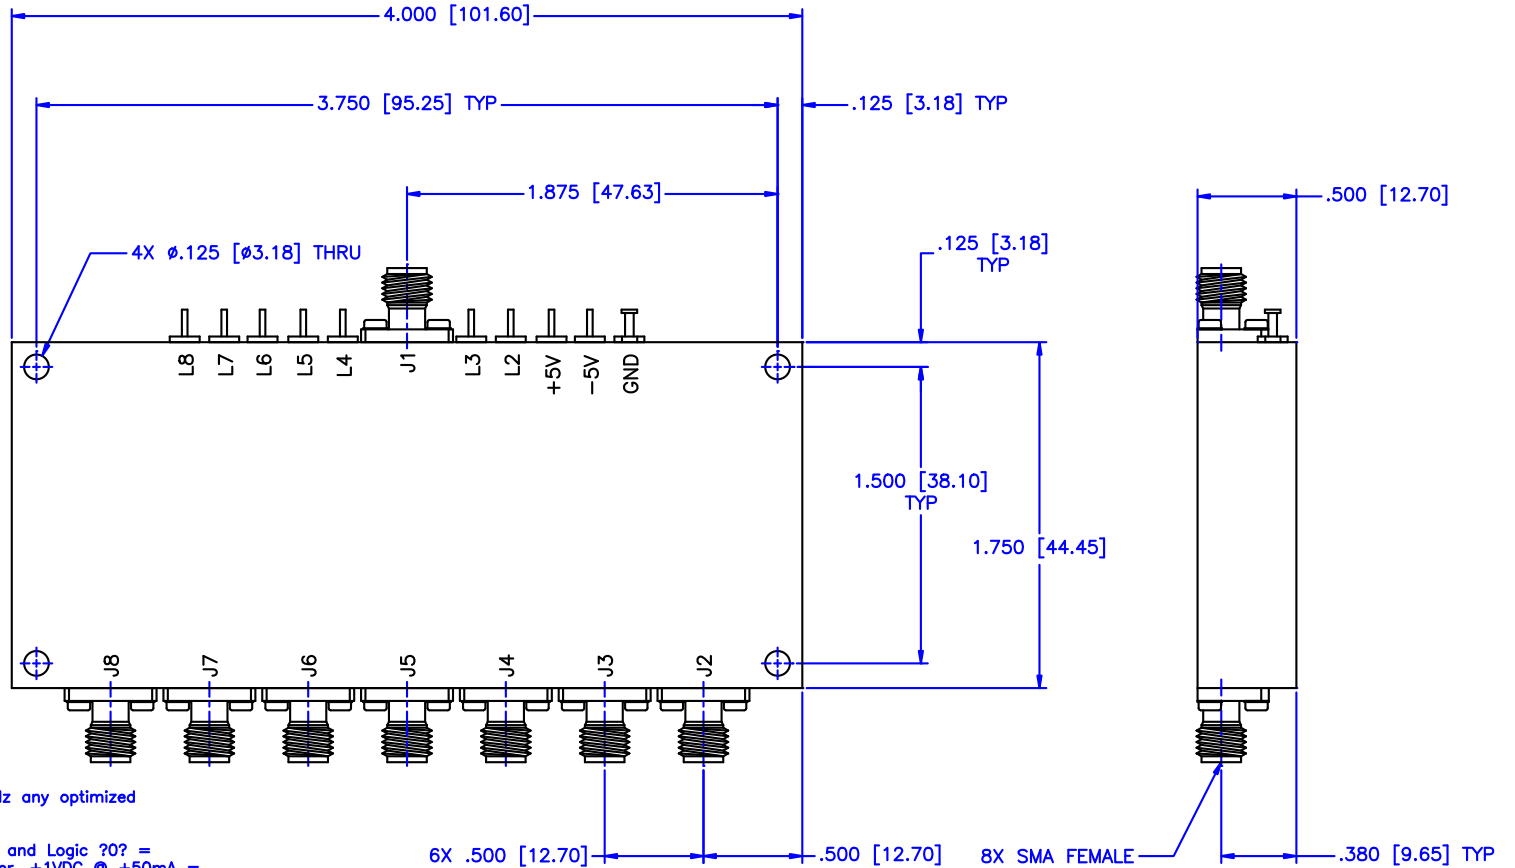 4.000 [101.60]
3.750 [95.25] TYP
.125 [3.18] TYP
1.875 [47.63]
.500 [12.70]
4X ø.125 [ø3.18] THRU
.125 [3.18]
TYP
L8
L7
L6
L5
L4
J1
L3
L2
+5V
-5V
GND
1.500 [38.10]
TYP
1.750 [44.45]
J8
J7
J6
J5
J4
J3
J2
any optimized
and Logic ?0? =
+1VDC @ +50mA =
6X .500 [12.70]
.500 [12.70]
8X SMA FEMALE
.380 [9.65] TYP